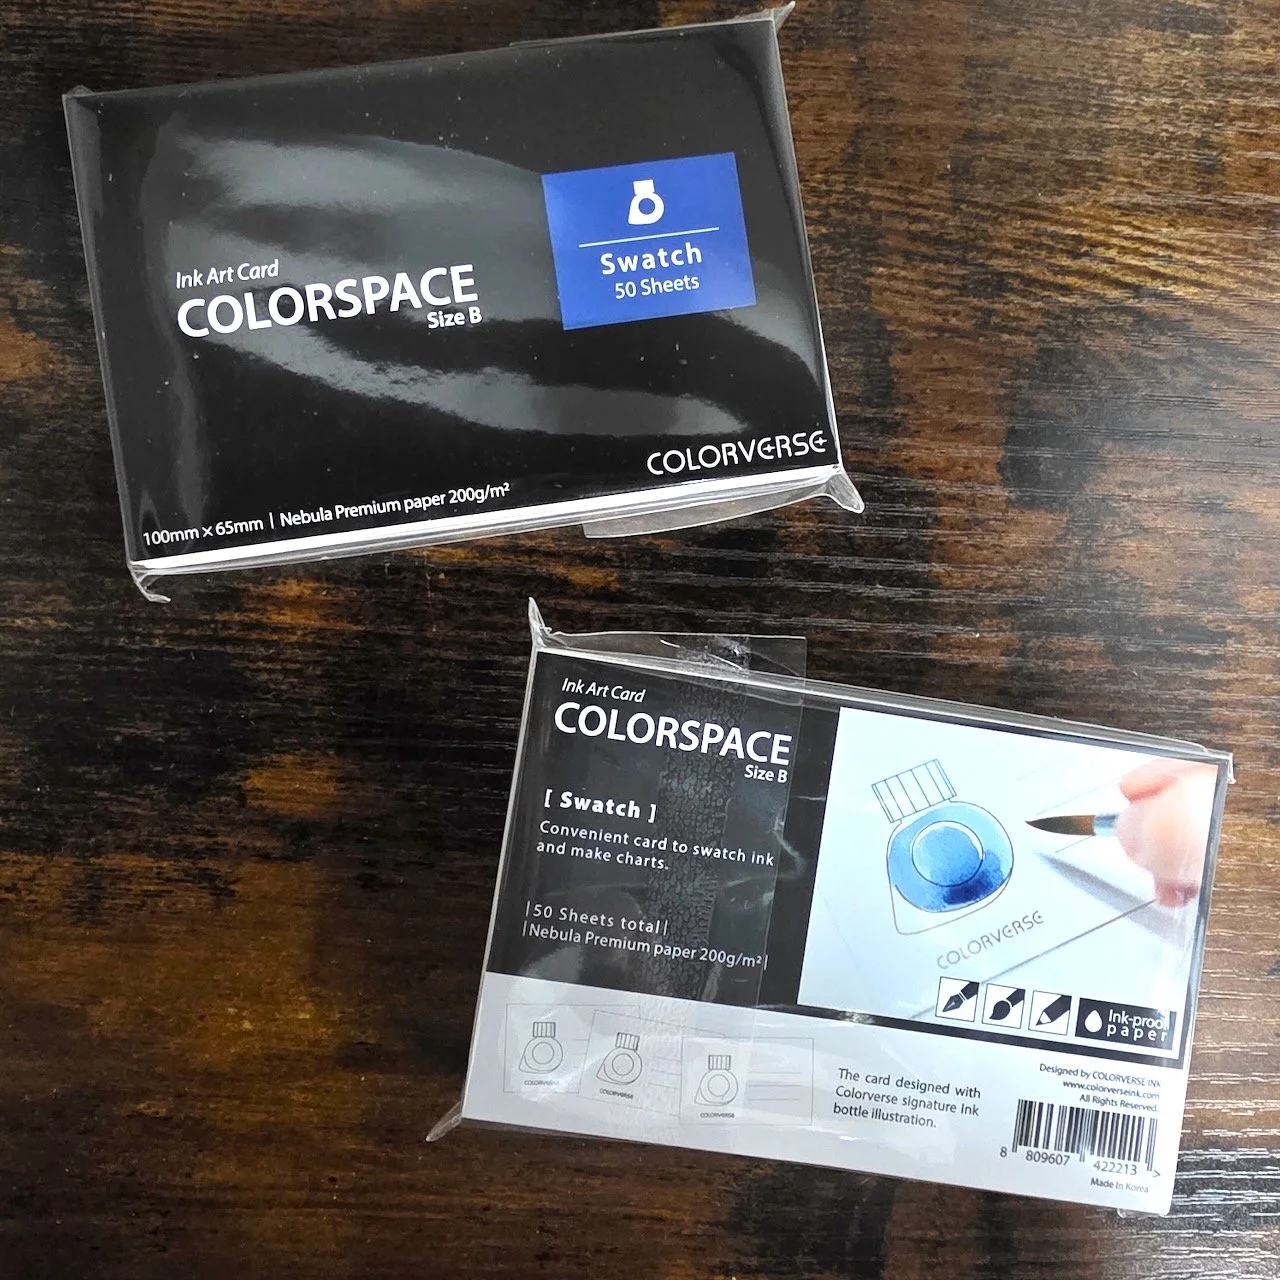 Ink Art Card
COLORSPACE
Size B
Swatch
50 Sheets
COLORVERSE
100mm x 65mm | Nebula Premium paper 200g/m²
Ink Art Card
COLORSPACE
Size B
[ Swatch ]
Convenient card to swatch ink
and make charts.
|50 Sheets total|
|Nebula Premium paper 200g/m²|
COLORVERSE
Ink-proof
paper
COLORVERSE
COLORVERSE
COLORVERSE
The card designed with
Colorverse signature Ink
bottle illustration.
Designed by COLORVERSE INK
www.colorverseink.com
All Rights Reserved.
8 809607 422213 >
Made In Korea